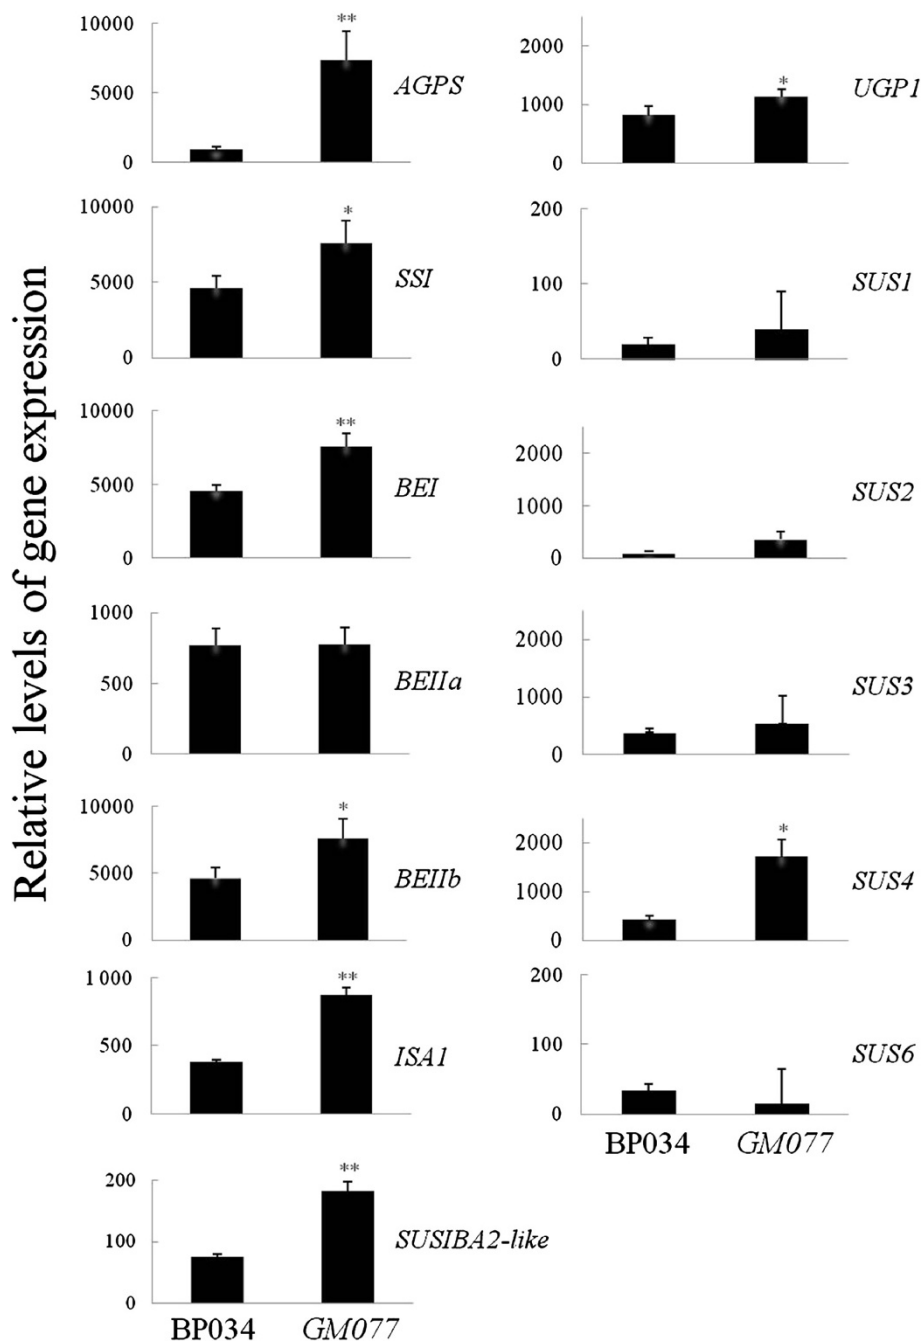 Relative levels of gene expression
10000
5000
0
**
AGPS
10000
5000
0
*
SSI
10000
5000
0
**
BEI
1000
500
0
BEIIa
10000
5000
0
*
BEIIb
1 000
500
0
**
ISA1
200
100
0
**
SUSIBA2-like
BP034 GM077
2000
1000
0
*
UGP1
200
100
0
SUS1
2000
1000
0
SUS2
2000
1000
0
SUS3
2000
1000
0
*
SUS4
200
100
0
SUS6
BP034 GM077